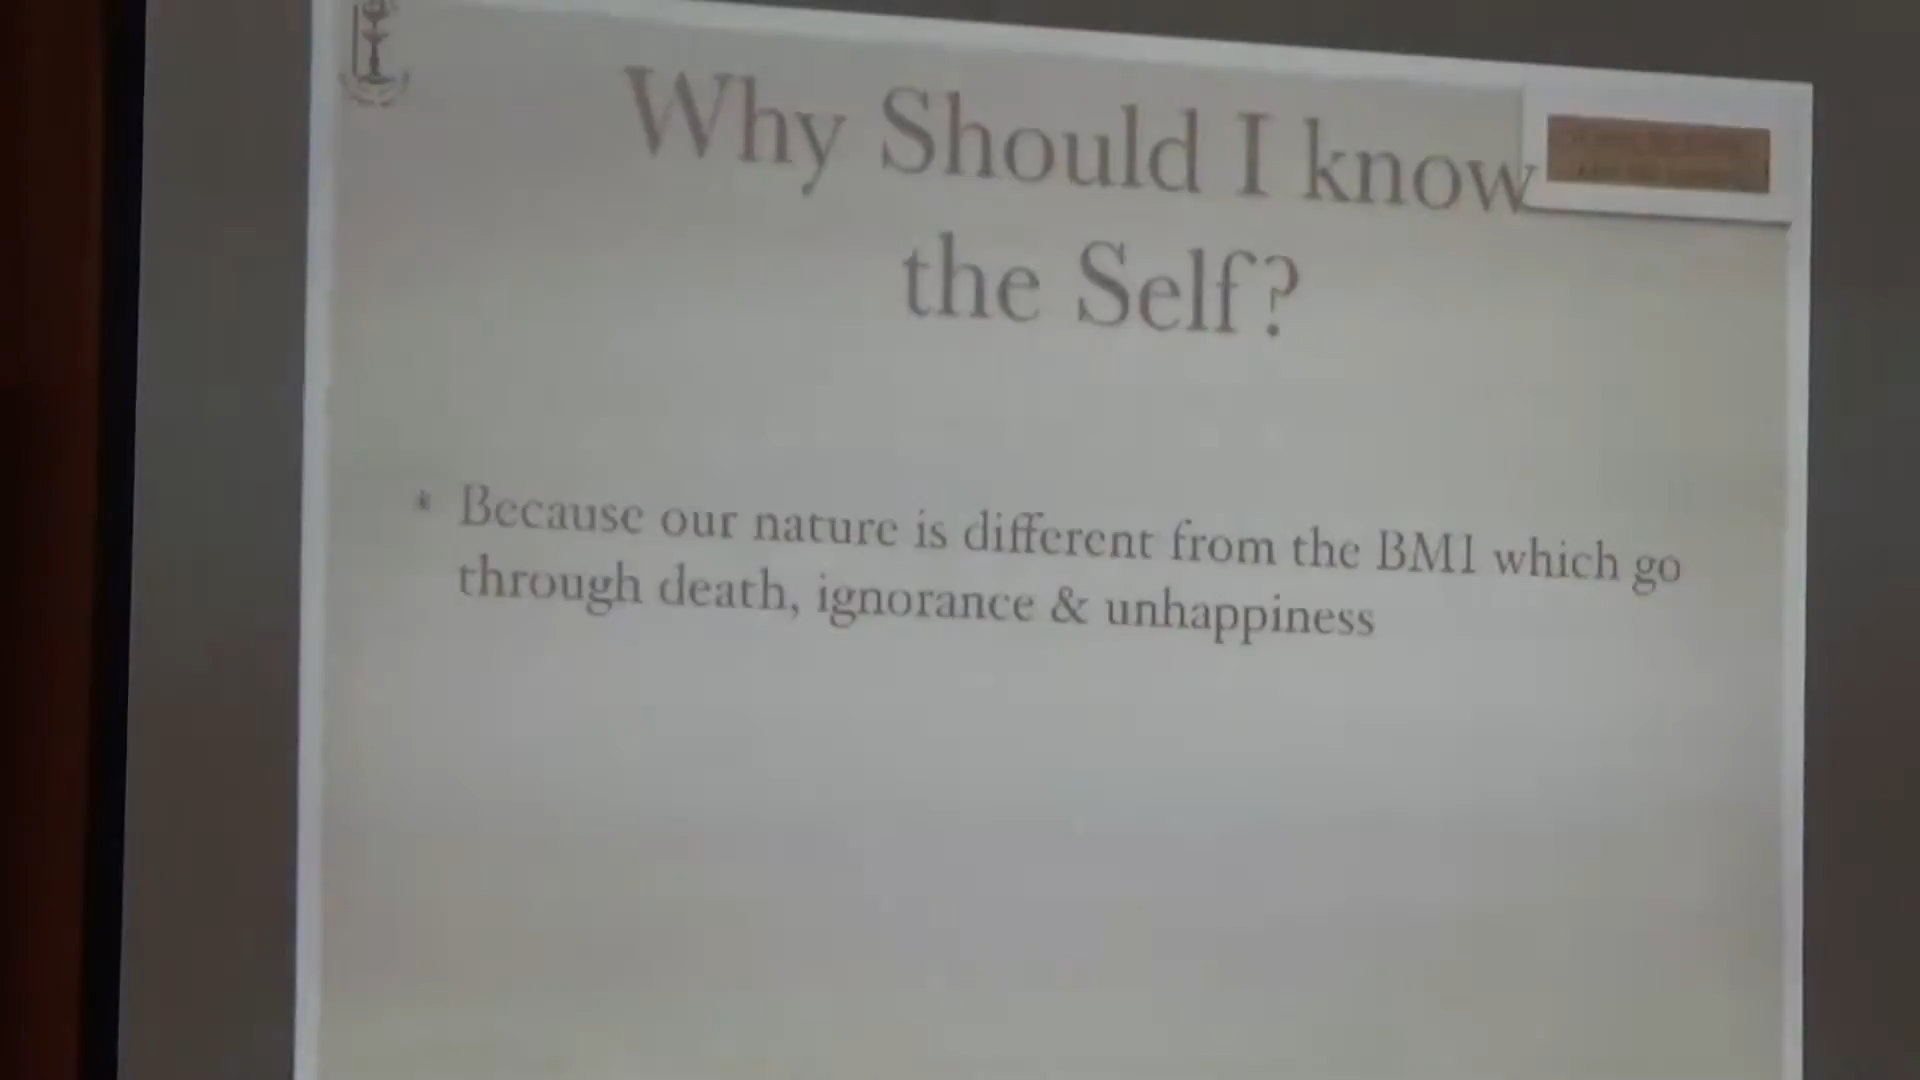 Why Should I know
the Self?
* Because our nature is different from the BMI which go
through death, ignorance & unhappiness